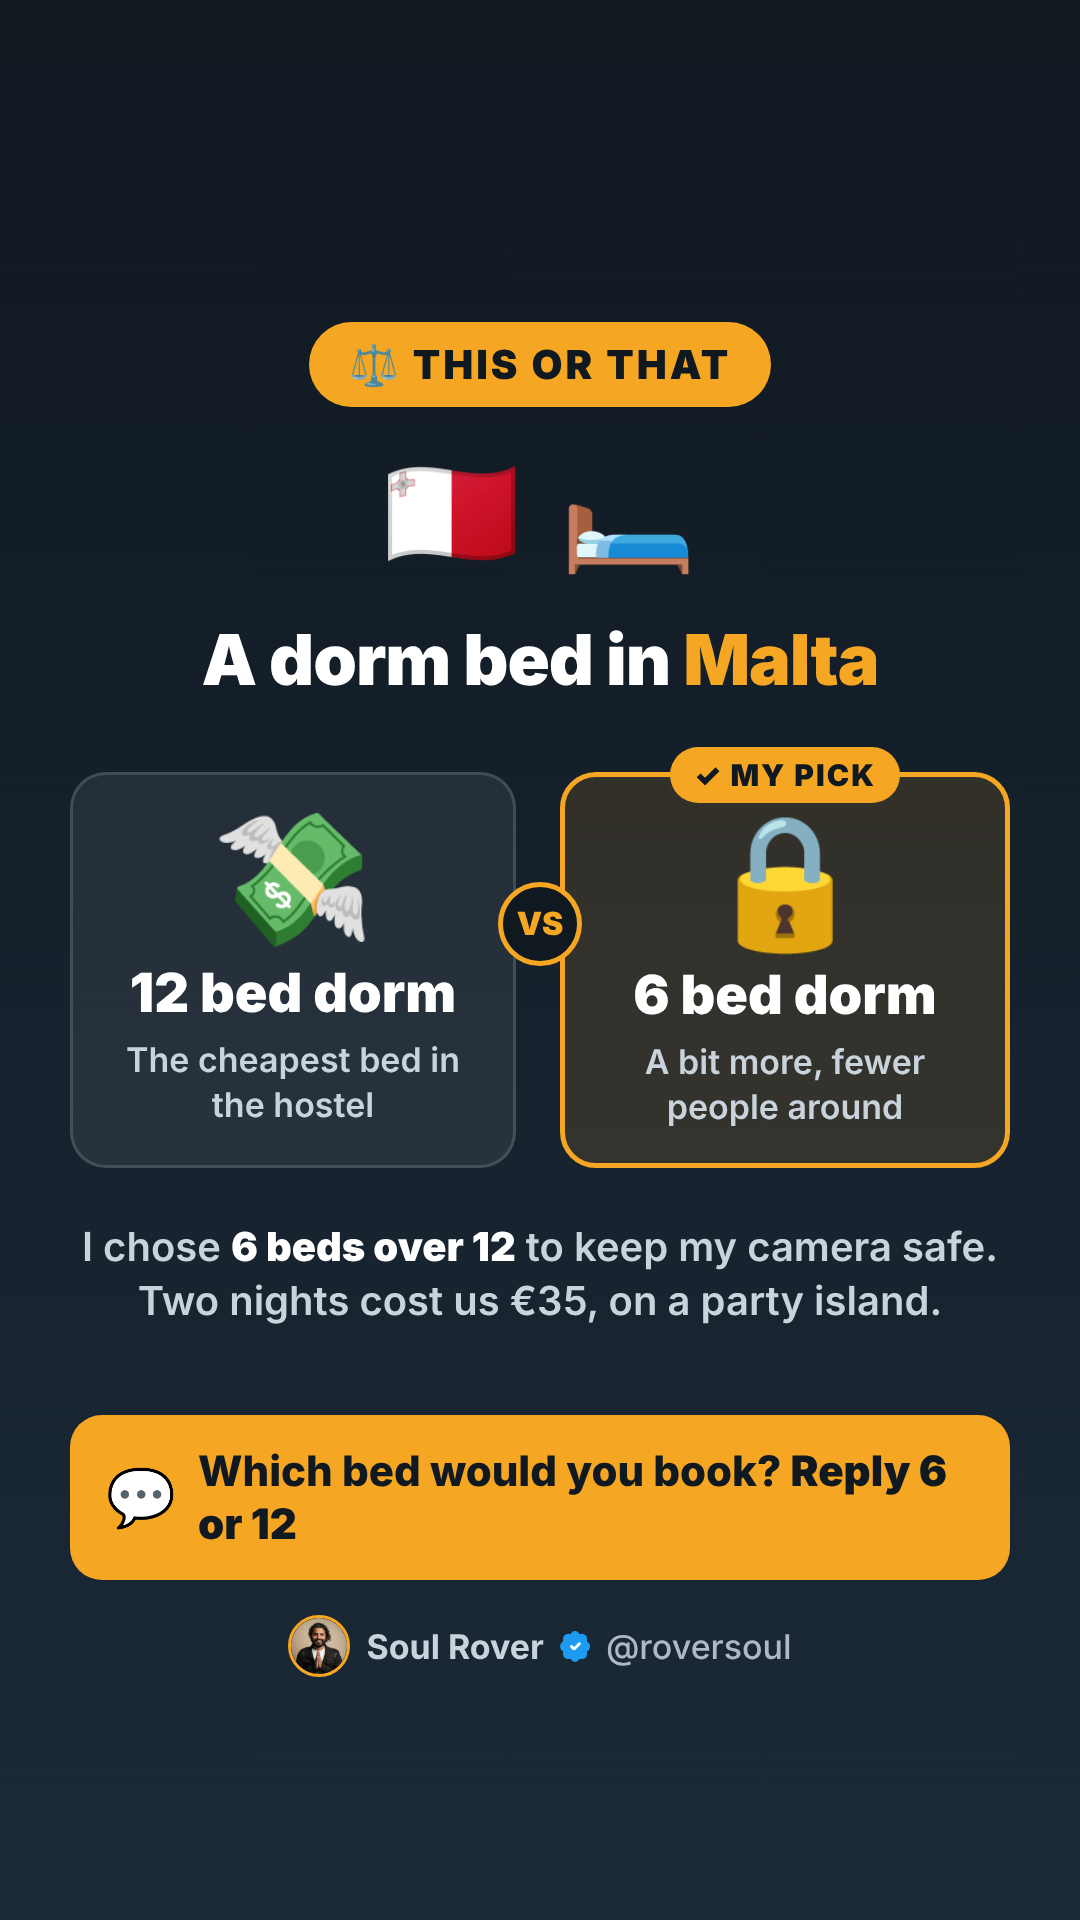 THIS OR THAT
A dorm bed in Malta
12 bed dorm
The cheapest bed in
the hostel
VS
✓ MY PICK
6 bed dorm
A bit more, fewer
people around
I chose 6 beds over 12 to keep my camera safe.
Two nights cost us €35, on a party island.
Which bed would you book? Reply 6
or 12
Soul Rover @roversoul